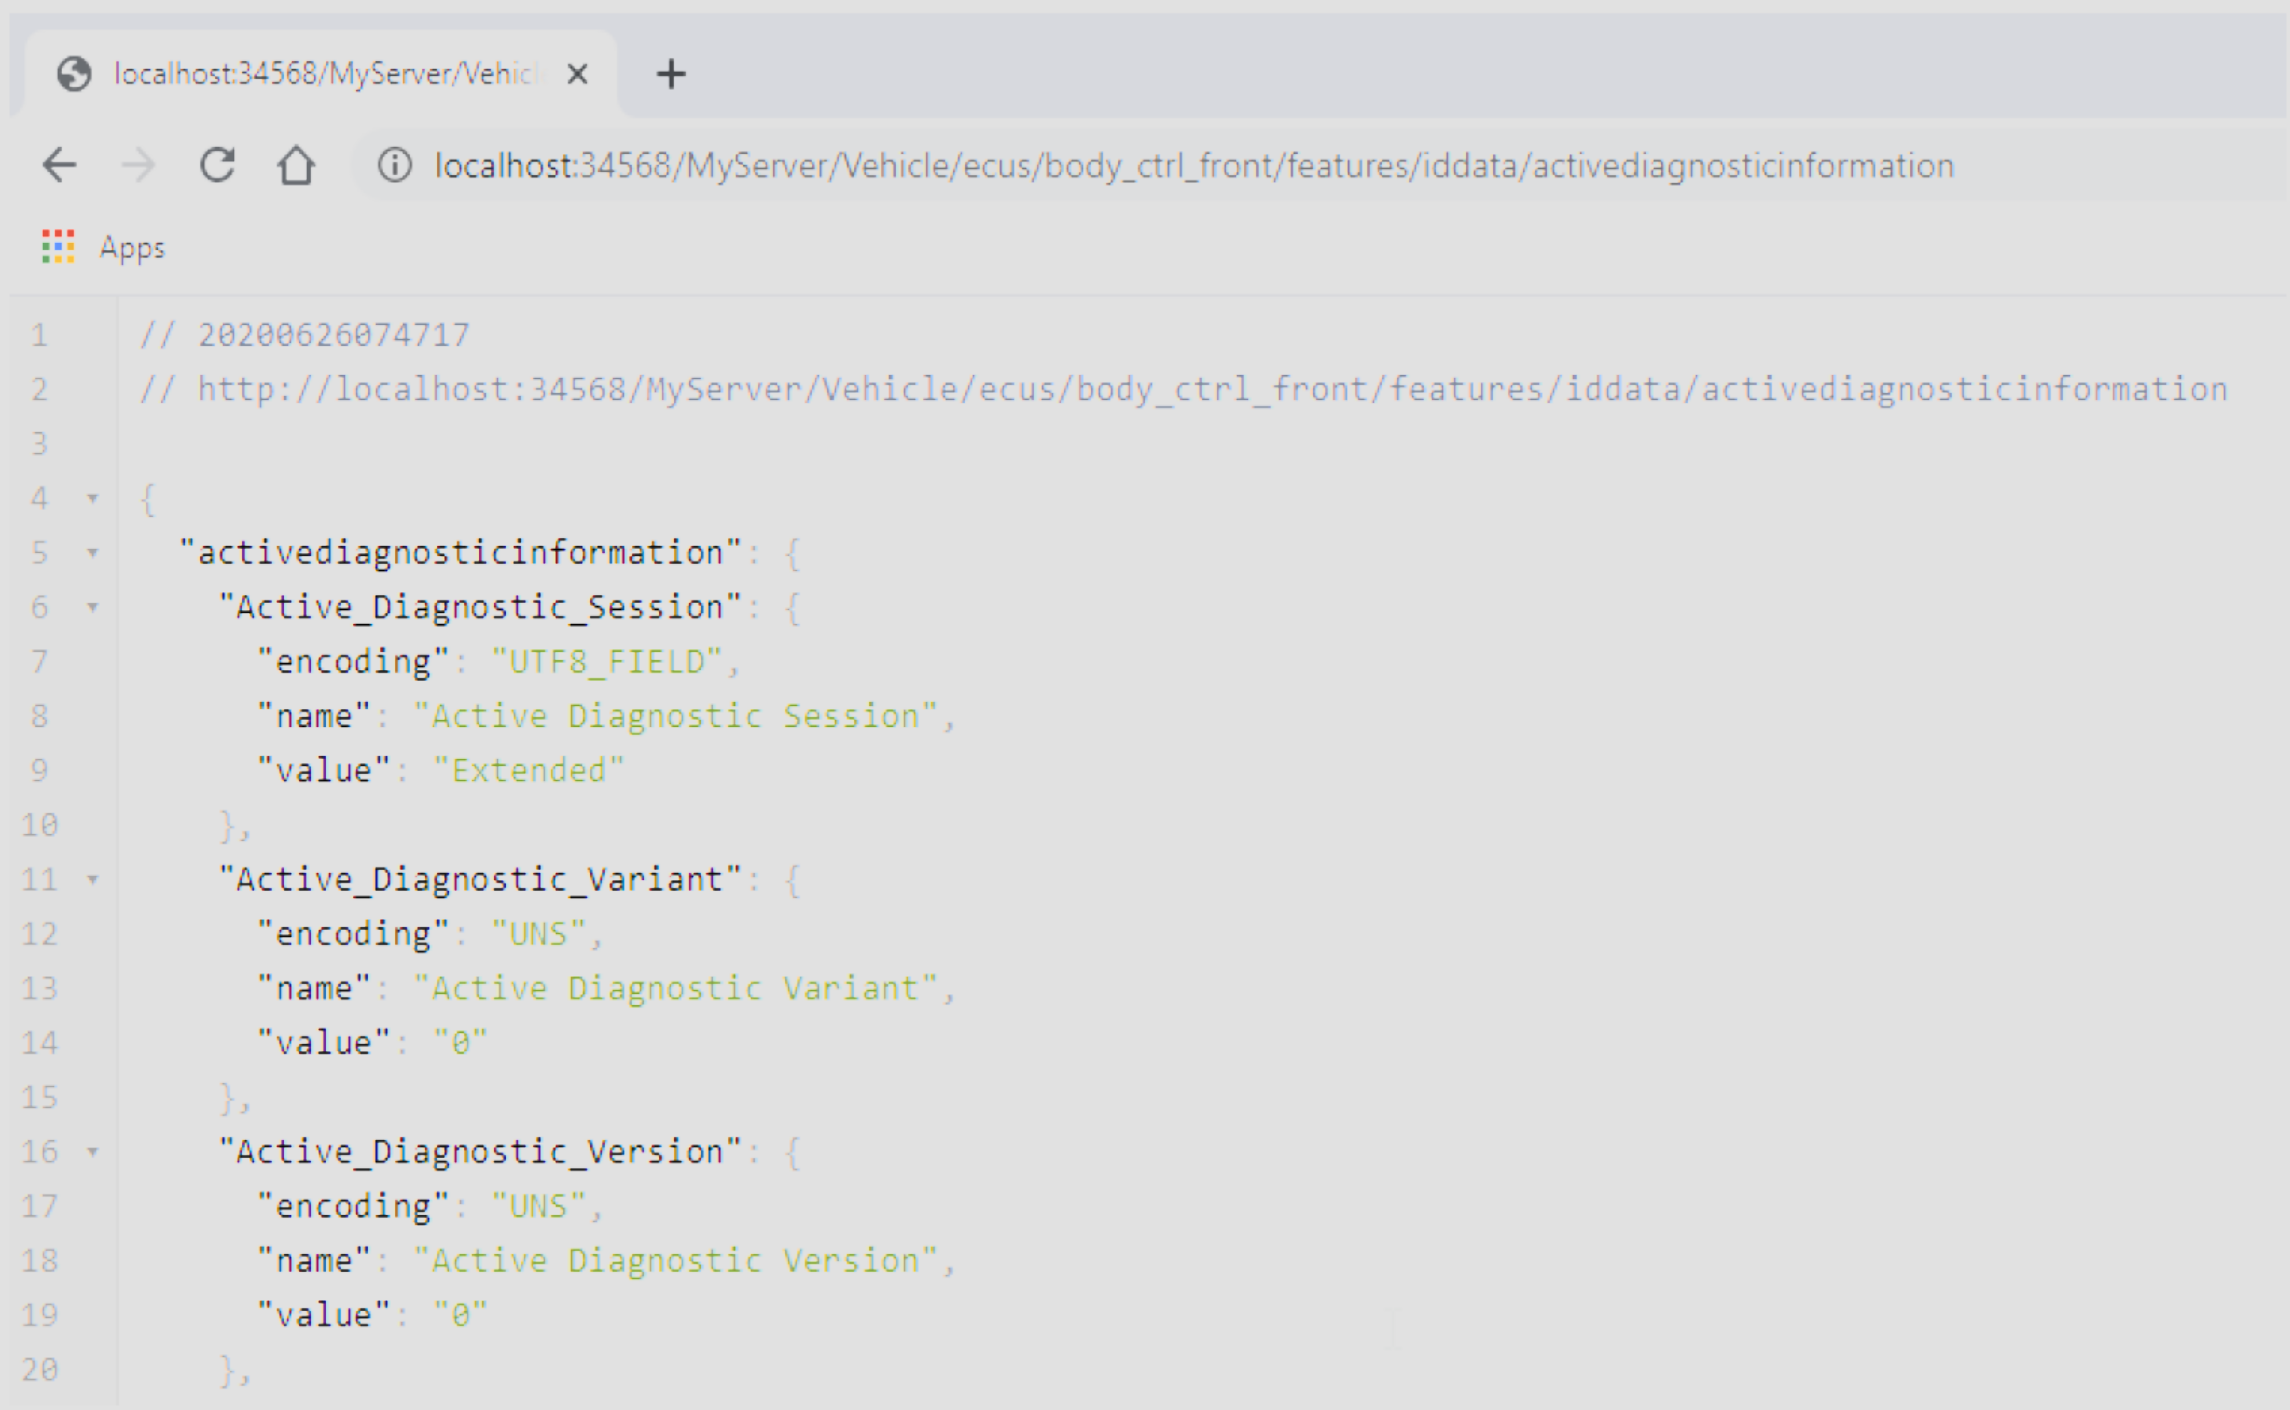 localhost:34568/MyServer/Vehicl
localhost:34568/MyServer/Vehicle/ecus/body_ctrl_front/features/iddata/activediagnosticinformation
Apps
1 // 20200626074717
2 // http://localhost:34568/MyServer/Vehicle/ecus/body_ctrl_front/features/iddata/activediagnosticinformation
3
4 {
5 "activediagnosticinformation": {
6 "Active_Diagnostic_Session": {
7 "encoding": "UTF8_FIELD",
8 "name": "Active Diagnostic Session",
9 "value": "Extended"
10 },
11 "Active_Diagnostic_Variant": {
12 "encoding": "UNS",
13 "name": "Active Diagnostic Variant",
14 "value": "0"
15 },
16 "Active_Diagnostic_Version": {
17 "encoding": "UNS",
18 "name": "Active Diagnostic Version",
19 "value": "0"
20 },